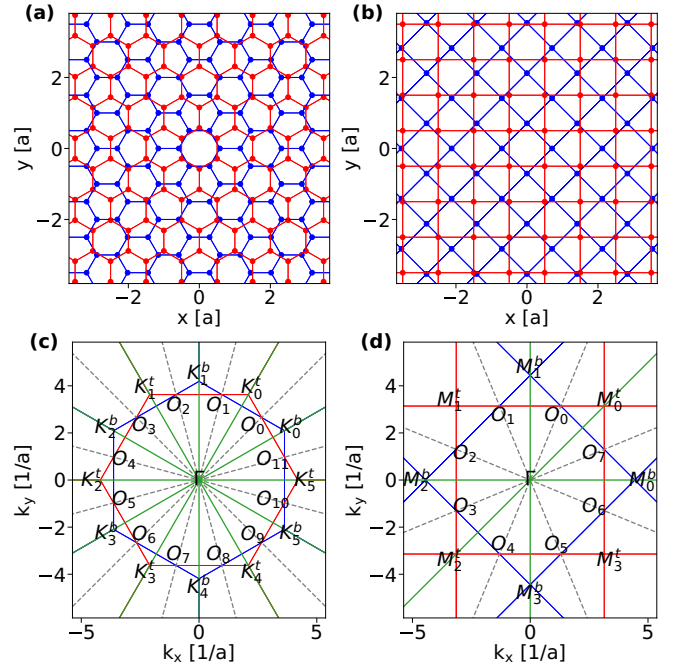 (a)
(b)
y [a]
2
0
−2
−2
0
2
x [a]
y [a]
2
0
−2
−2
0
2
x [a]
(c)
(d)
k_y [1/a]
4
2
0
−2
−4
−5
0
5
k_x [1/a]
K_1^b
K_1^t
K_0^t
O_2
O_1
K_2^b
O_3
O_0
K_0^b
O_4
O_11
K_2^t
Γ
K_5^t
O_5
O_10
K_3^b
O_6
O_9
K_5^b
O_7
O_8
K_3^t
K_4^b
K_4^t
k_y [1/a]
4
2
0
−2
−4
−5
0
5
k_x [1/a]
M_1^b
M_1^t
M_0^t
O_1
O_0
O_2
O_7
M_2^b
Γ
M_0^b
O_3
O_6
O_4
O_5
M_2^t
M_3^t
M_3^b